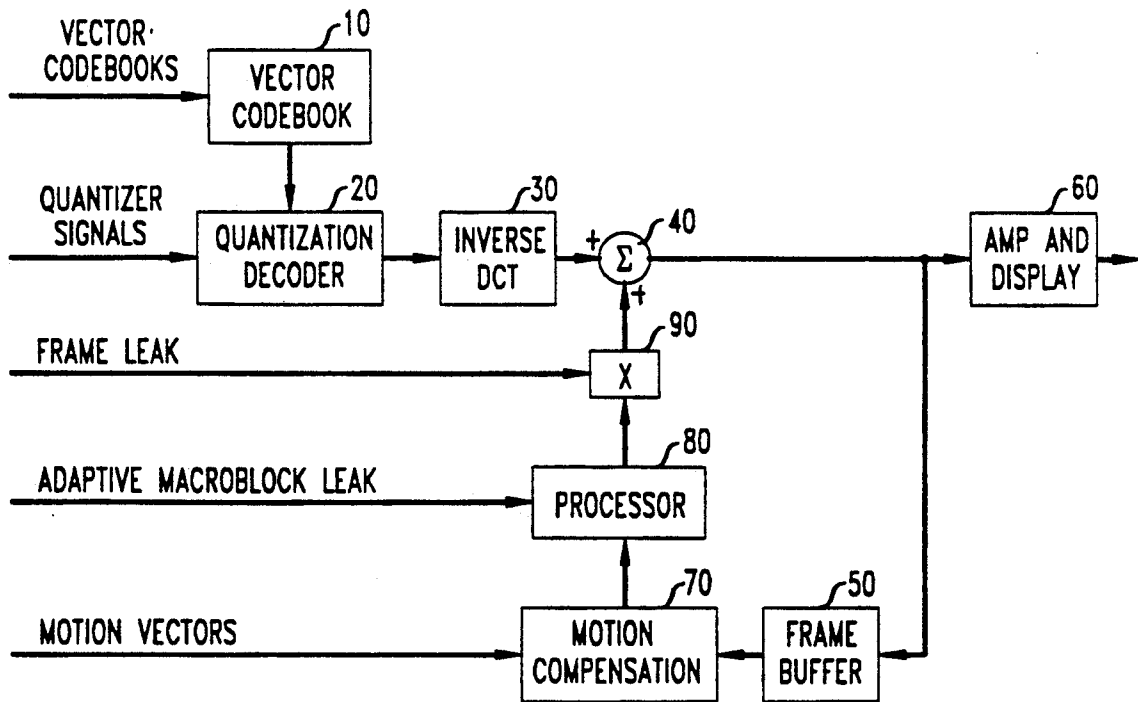 VECTOR·
CODEBOOKS
10
VECTOR
CODEBOOK
QUANTIZER
SIGNALS
20
QUANTIZATION
DECODER
30
INVERSE
DCT
+
Σ
40
+
60
AMP AND
DISPLAY
FRAME LEAK
90
X
ADAPTIVE MACROBLOCK LEAK
80
PROCESSOR
MOTION VECTORS
70
MOTION
COMPENSATION
50
FRAME
BUFFER